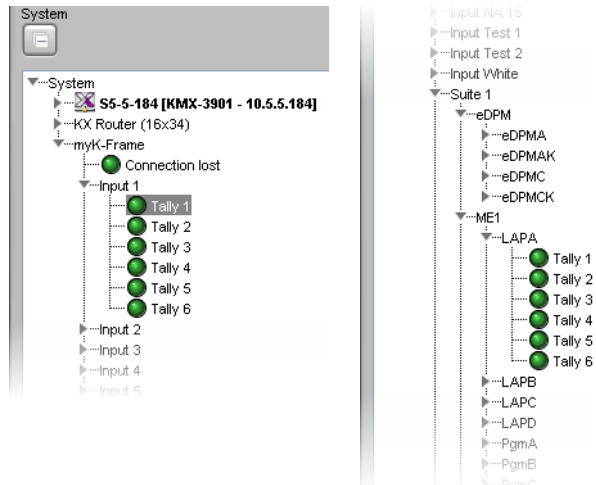 System
System
S5-5-184 [KMX-3901 - 10.5.5.184]
KX Router (16x34)
myK-Frame
Connection lost
Input 1
Tally 1
Tally 2
Tally 3
Tally 4
Tally 5
Tally 6
Input 2
Input 3
Input 4
Input 5
Input NA 15
Input Test 1
Input Test 2
Input White
Suite 1
eDPM
eDPMA
eDPMAK
eDPMC
eDPMCK
ME1
LAPA
Tally 1
Tally 2
Tally 3
Tally 4
Tally 5
Tally 6
LAPB
LAPC
LAPD
PgmA
PgmB
PgmC